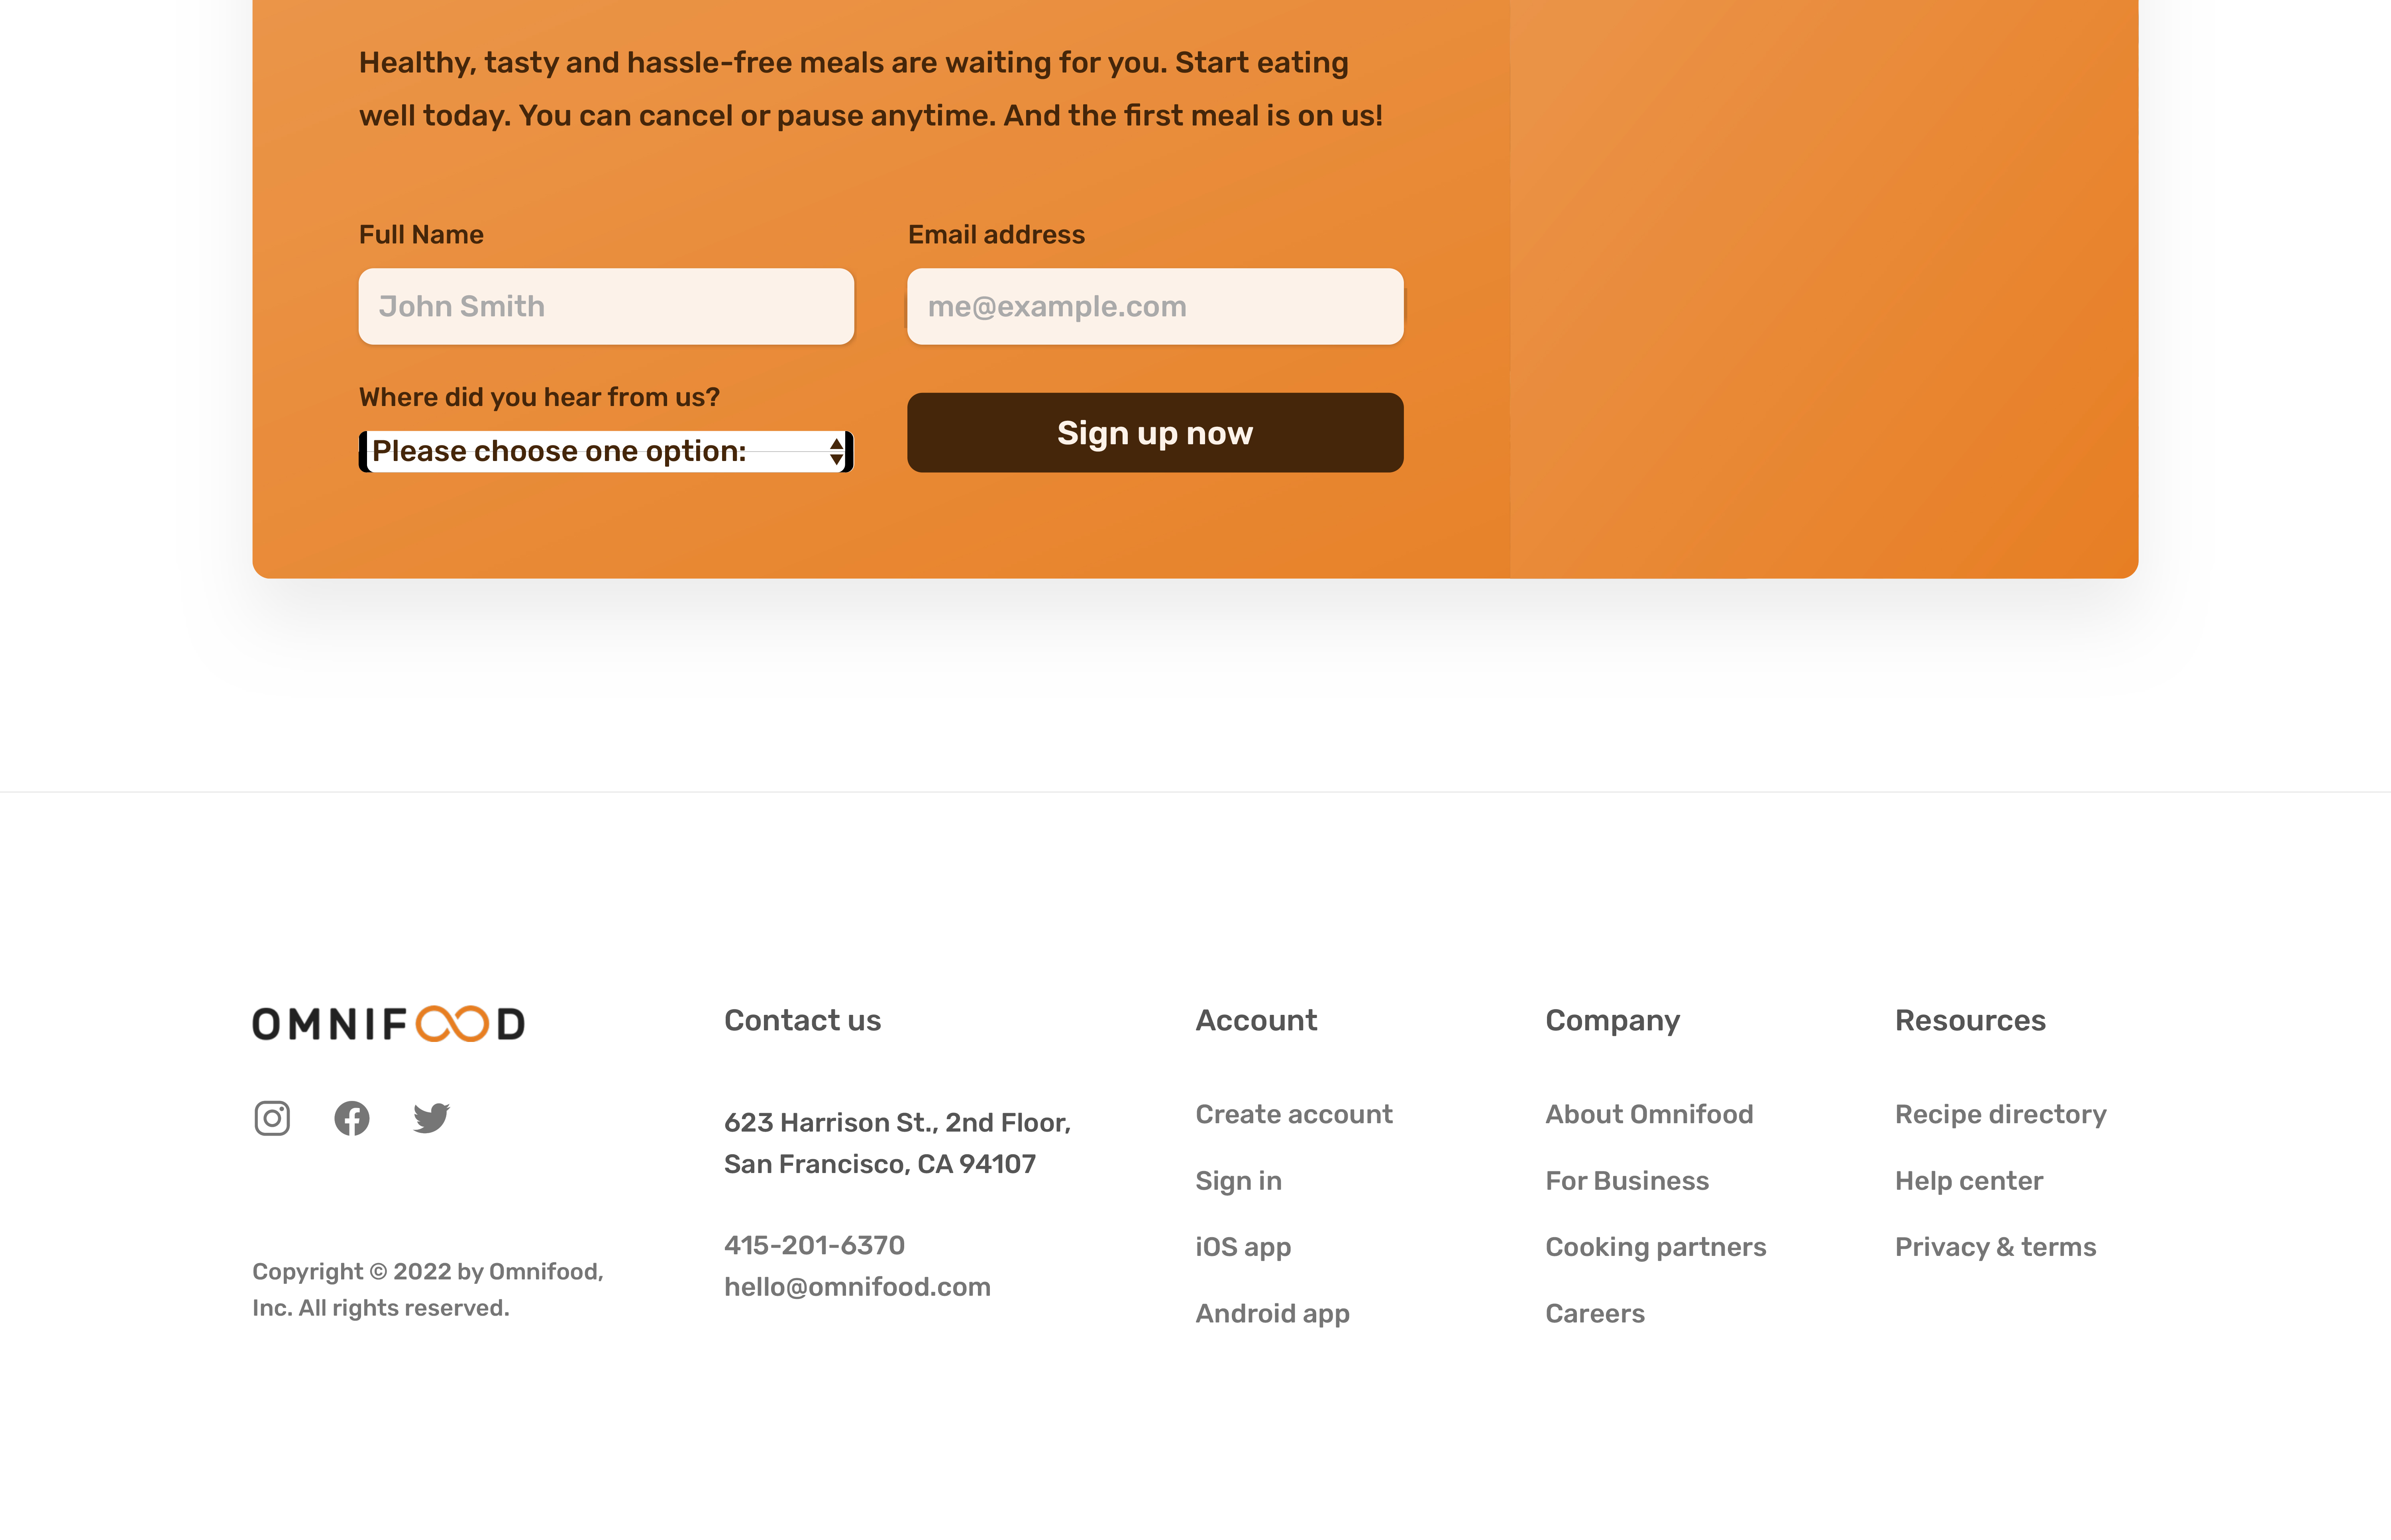 Healthy, tasty and hassle-free meals are waiting for you. Start eating
well today. You can cancel or pause anytime. And the first meal is on us!
Full Name
John Smith
Email address
me@example.com
Where did you hear from us?
Please choose one option:
Sign up now
OMNIFOOD
Copyright © 2022 by Omnifood,
Inc. All rights reserved.
Contact us
623 Harrison St., 2nd Floor,
San Francisco, CA 94107
415-201-6370
hello@omnifood.com
Account
Create account
Sign in
iOS app
Android app
Company
About Omnifood
For Business
Cooking partners
Careers
Resources
Recipe directory
Help center
Privacy & terms